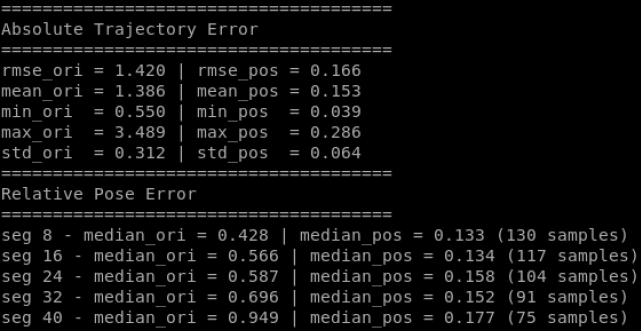 =======================================
Absolute Trajectory Error
=======================================
rmse_ori = 1.420 | rmse_pos = 0.166
mean_ori = 1.386 | mean_pos = 0.153
min_ori  = 0.550 | min_pos  = 0.039
max_ori  = 3.489 | max_pos  = 0.286
std_ori  = 0.312 | std_pos  = 0.064
=======================================
Relative Pose Error
=======================================
seg 8 - median_ori = 0.428 | median_pos = 0.133 (130 samples)
seg 16 - median_ori = 0.566 | median_pos = 0.134 (117 samples)
seg 24 - median_ori = 0.587 | median_pos = 0.158 (104 samples)
seg 32 - median_ori = 0.696 | median_pos = 0.152 (91 samples)
seg 40 - median_ori = 0.949 | median_pos = 0.177 (75 samples)